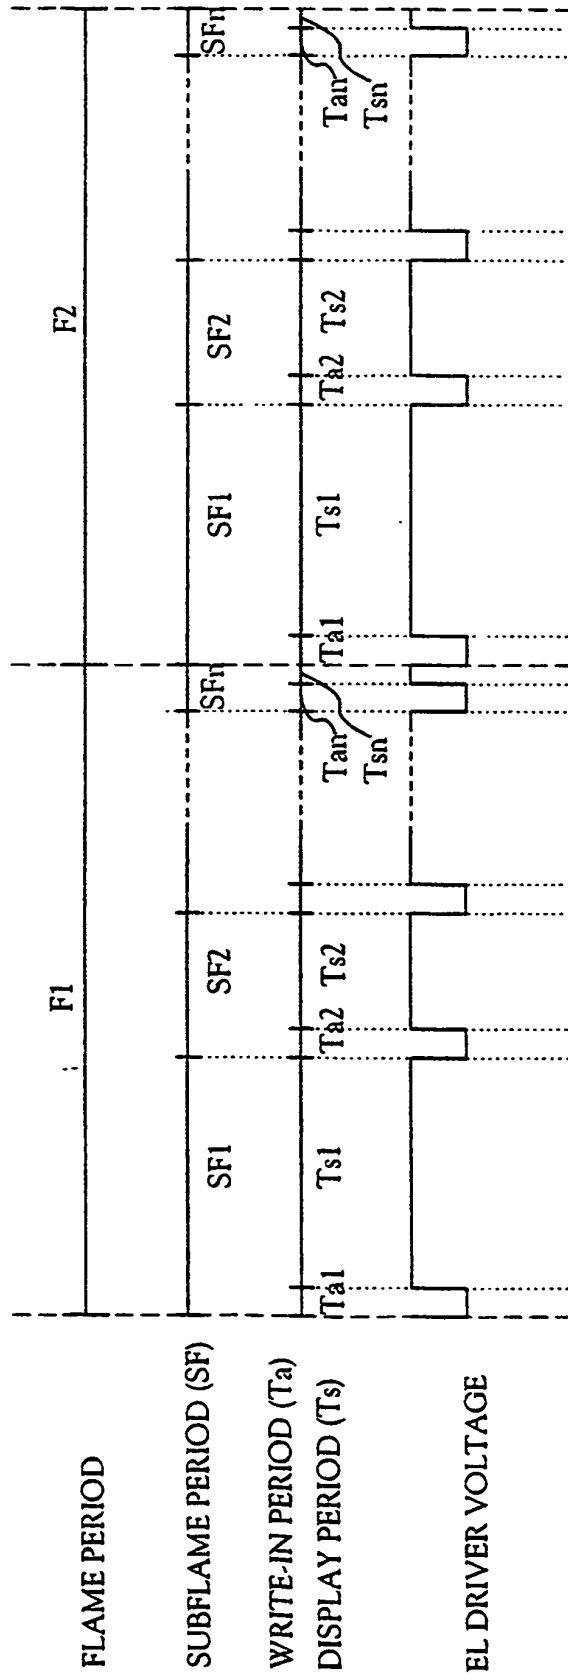 FLAME PERIOD
F1
F2
SUBFLAME PERIOD (SF)
SF1
SF2
SFn
SF1
SF2
SFn
WRITE-IN PERIOD (Ta)
DISPLAY PERIOD (Ts)
Ta1
Ts1
Ta2
Ts2
Tan
Tsn
Ta1
Ts1
Ta2
Ts2
Tan
Tsn
EL DRIVER VOLTAGE